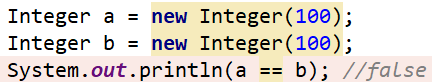 Integer a = new Integer(100);
Integer b = new Integer(100);
System.out.println(a == b); //false